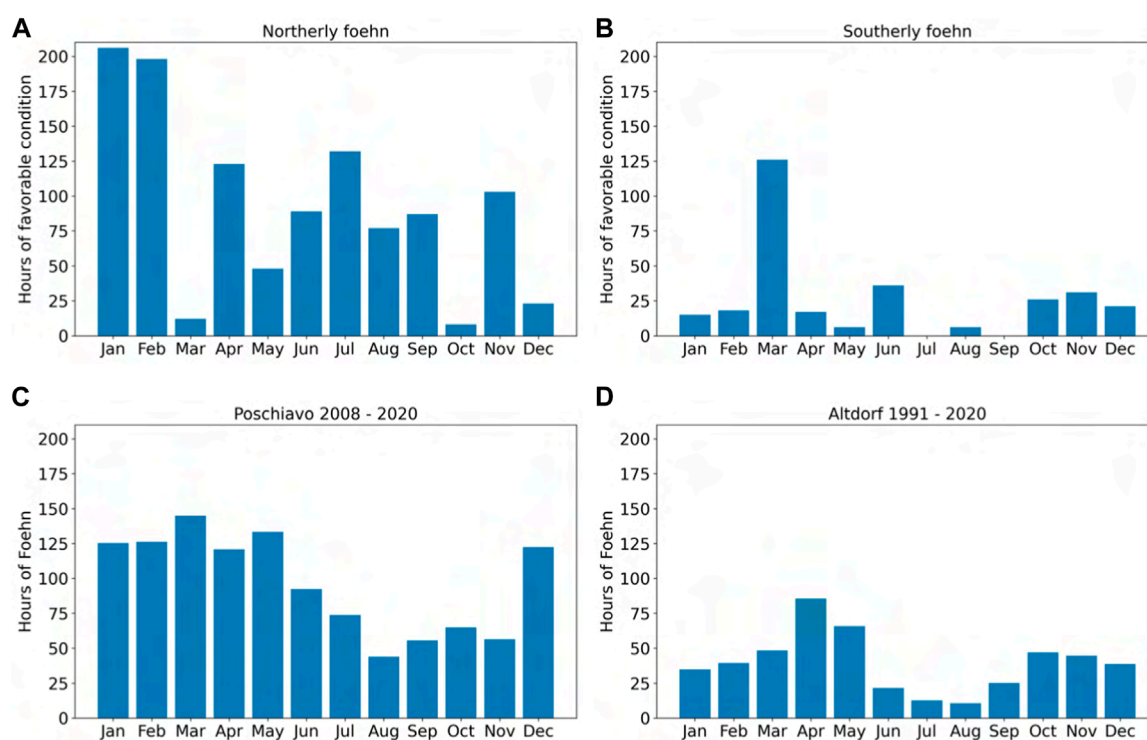 A
Northerly foehn
Hours of favorable condition
200
175
150
125
100
75
50
25
0
Jan Feb Mar Apr May Jun Jul Aug Sep Oct Nov Dec
B
Southerly foehn
Hours of favorable condition
200
175
150
125
100
75
50
25
0
Jan Feb Mar Apr May Jun Jul Aug Sep Oct Nov Dec
C
Poschiavo 2008 - 2020
Hours of Foehn
200
175
150
125
100
75
50
25
0
Jan Feb Mar Apr May Jun Jul Aug Sep Oct Nov Dec
D
Altdorf 1991 - 2020
Hours of Foehn
200
175
150
125
100
75
50
25
0
Jan Feb Mar Apr May Jun Jul Aug Sep Oct Nov Dec